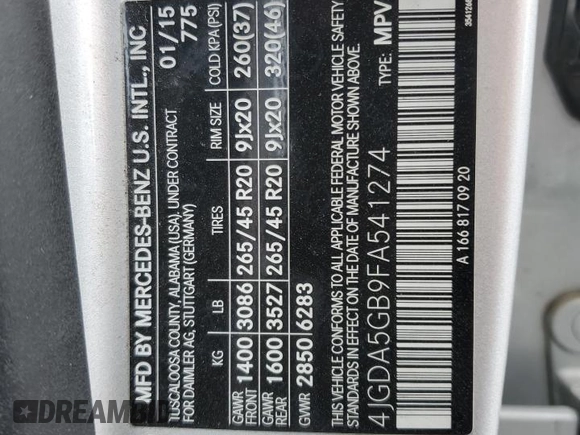 MFD BY MERCEDES-BENZ U.S. INTL., INC
TUSCALOOSA COUNTY, ALABAMA (USA), UNDER CONTRACT
FOR DAIMLER AG, STUTTGART (GERMANY)
01/15
775
KG LB TIRES RIM SIZE COLD KPA (PSI)
GAWR FRONT 1400 3086 265/45 R20 9Jx20 260(37)
GAWR REAR 1600 3527 265/45 R20 9Jx20 320(46)
GVWR 2850 6283
THIS VEHICLE CONFORMS TO ALL APPLICABLE FEDERAL MOTOR VEHICLE SAFETY
STANDARDS IN EFFECT ON THE DATE OF MANUFACTURE SHOWN ABOVE.
4JGDA5GB9FA541274 TYPE: MPV
A 166 817 09 20
DREAMBID